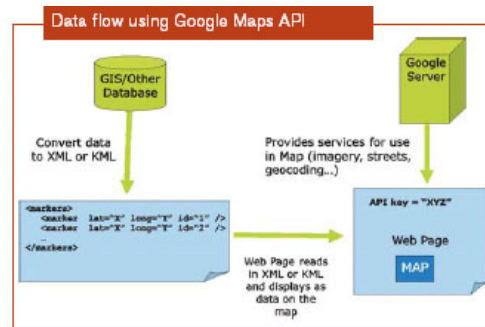 Data flow using Google Maps API
GIS/Other
Database
Google
Server
Convert data
to XML or KML
Provides services for use
in Map (imagery, streets,
geocoding...)
<markers>
<marker lat="X" long="Y" id="1" />
<marker lat="X" long="Y" id="2" />
…
</markers>
Web Page reads
in XML or KML
and displays as
data on the
map
API key = "XYZ"
Web Page
MAP